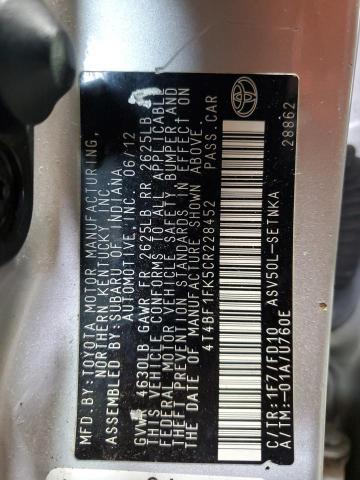 MFD.BY:TOYOTA MOTOR MANUFACTURING,
NORTHERN KENTUCKY, INC.
ASSEMBLED BY:SUBARU OF INDIANA
AUTOMOTIVE, INC. 06/12
GVWR 4630LB GAWR FR 2625LB RR 2625LB
THIS VEHICLE CONFORMS TO ALL APPLICABLE
FEDERAL MOTOR VEHICLE SAFETY BUMPER, AND
THEFT PREVENTION STANDARDS IN EFFECT ON
THE DATE OF MANUFACTURE SHOWN ABOVE.
4T4BF1FK5CR228452 PASS.CAR
C/TR:1F7/FD10 ASV50L-SETNKA
A/TM:-01A/U760E 28862